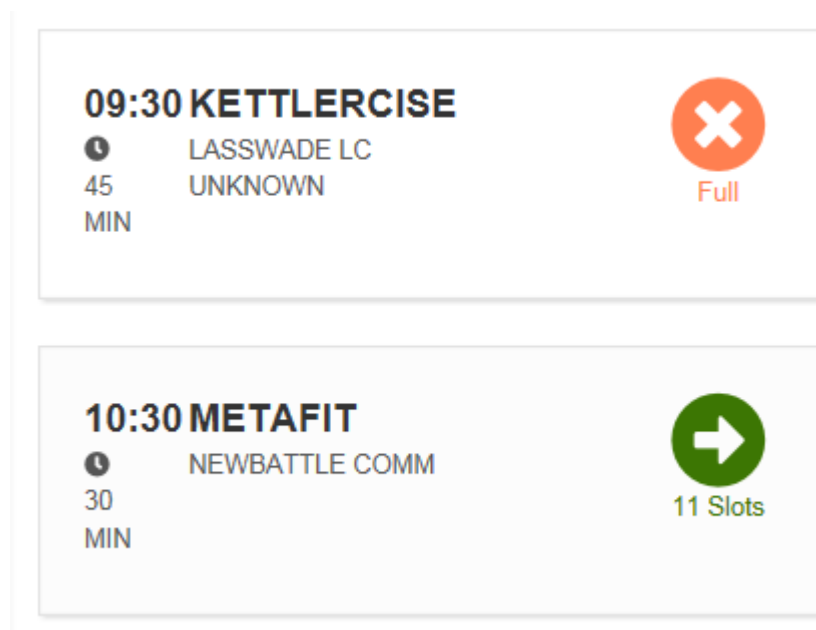 09:30 KETTLERCISE
LASSWADE LC
45 UNKNOWN
MIN
Full
10:30 METAFIT
NEWBATTLE COMM
30
MIN
11 Slots